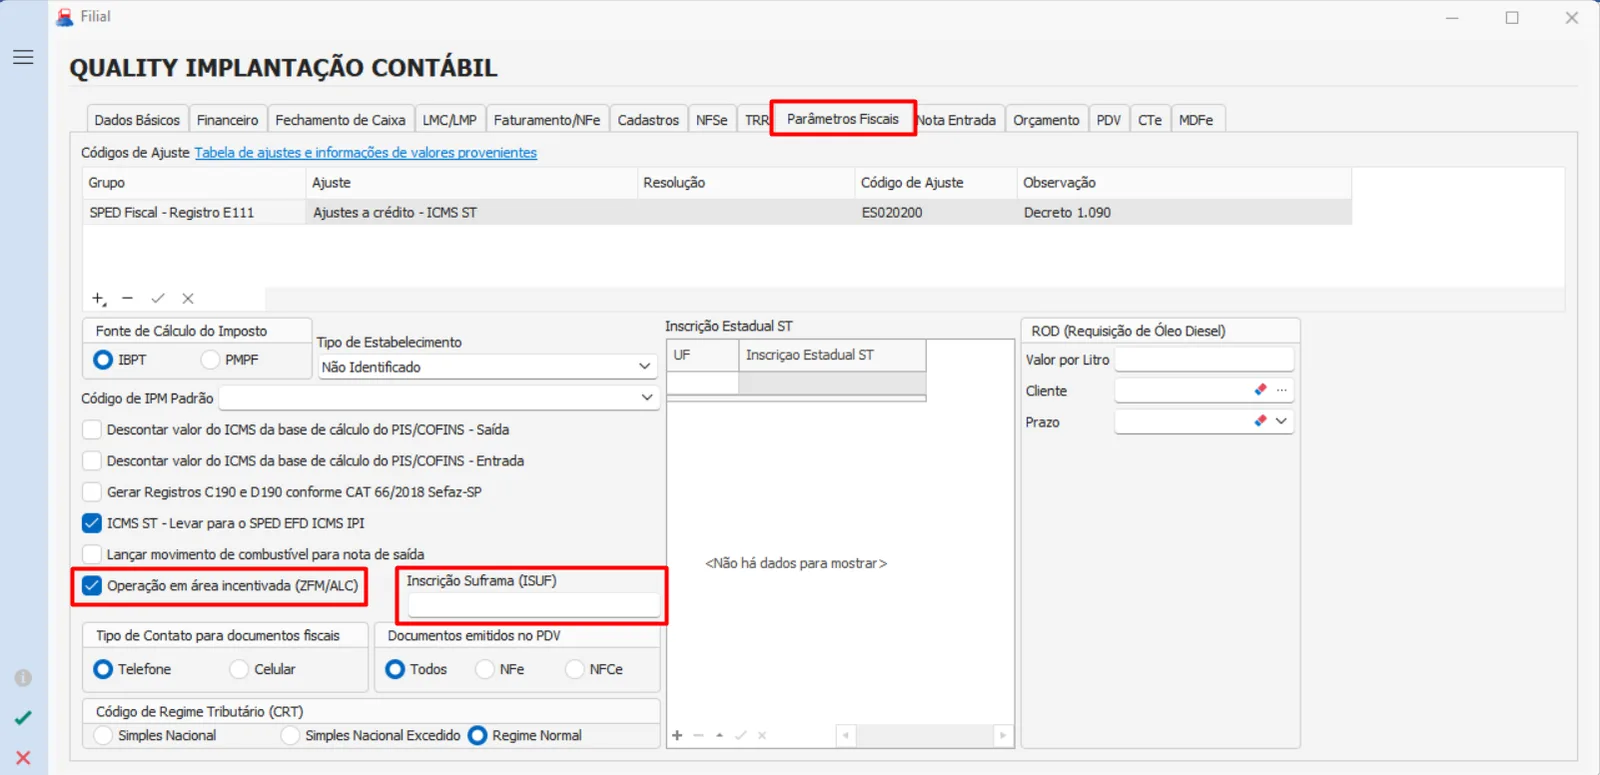 Filial
QUALITY IMPLANTAÇÃO CONTÁBIL
Dados Básicos Financeiro Fechamento de Caixa LMC/LMP Faturamento/NFe Cadastros NFSe TRR Parâmetros Fiscais Nota Entrada Orçamento PDV CTe MDFe
Códigos de Ajuste Tabela de ajustes e informações de valores provenientes
Grupo Ajuste Resolução Código de Ajuste Observação
SPED Fiscal - Registro E111 Ajustes a crédito - ICMS ST ES020200 Decreto 1.090
Fonte de Cálculo do Imposto
IBPT PMPF
Tipo de Estabelecimento
Não Identificado
Código de IPM Padrão
Descontar valor do ICMS da base de cálculo do PIS/COFINS - Saída
Descontar valor do ICMS da base de cálculo do PIS/COFINS - Entrada
Gerar Registros C190 e D190 conforme CAT 66/2018 Sefaz-SP
ICMS ST - Levar para o SPED EFD ICMS IPI
Lançar movimento de combustível para nota de saída
Operação em área incentivada (ZFM/ALC)
Inscrição Suframa (ISUF)
Tipo de Contato para documentos fiscais
Telefone Celular
Documentos emitidos no PDV
Todos NFe NFCe
Código de Regime Tributário (CRT)
Simples Nacional Simples Nacional Excedido Regime Normal
Inscrição Estadual ST
UF Inscriçao Estadual ST
<Não há dados para mostrar>
ROD (Requisição de Óleo Diesel)
Valor por Litro
Cliente
Prazo